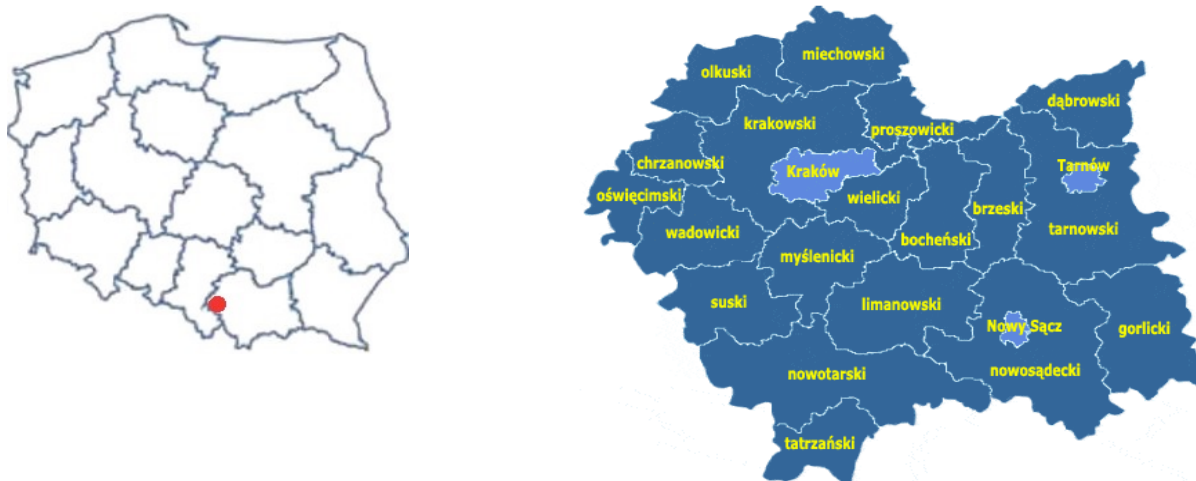 miechowski
olkuski
dąbrowski
krakowski
proszowicki
chrzanowski
Kraków
Tarnów
oświęcimski
wielicki
brzeski
wadowicki
bocheński
tarnowski
myślenicki
suski
limanowski
Nowy Sącz
gorlicki
nowotarski
nowosądecki
tatrzański